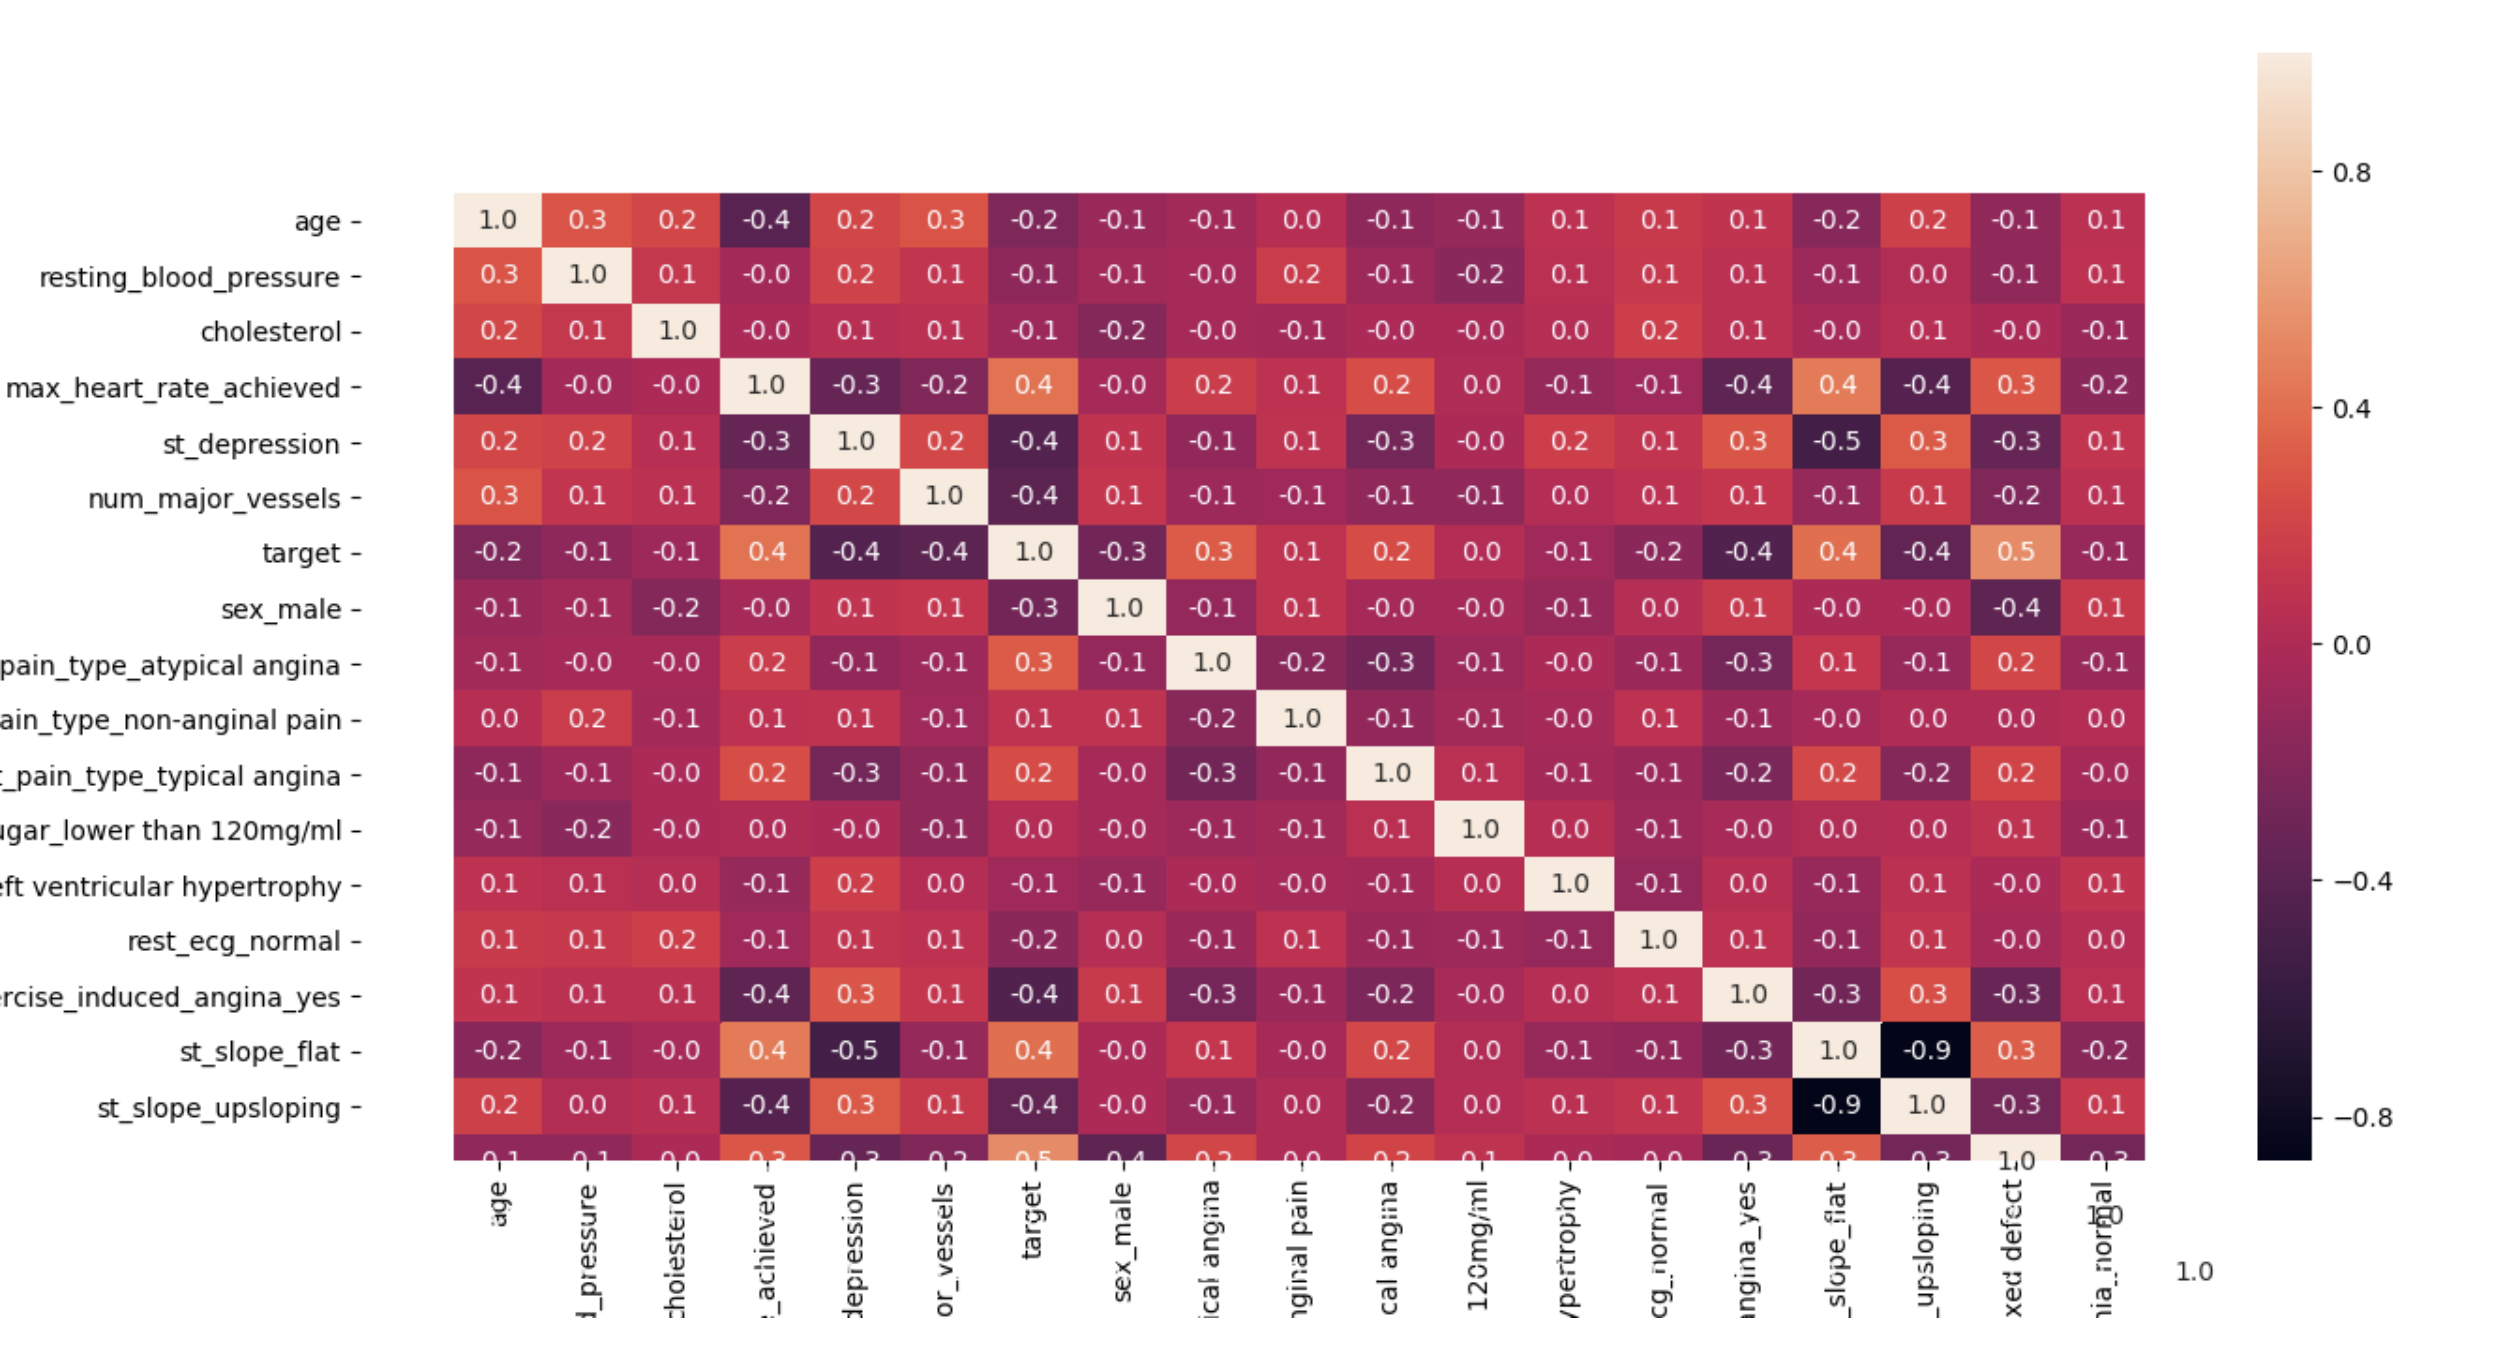 0.8
age 1.0 0.3 0.2 -0.4 0.2 0.3 -0.2 -0.1 -0.1 0.0 -0.1 -0.1 0.1 0.1 0.1 -0.2 0.2 -0.1 0.1
resting_blood_pressure 0.3 1.0 0.1 -0.0 0.2 0.1 -0.1 -0.1 -0.0 0.2 -0.1 -0.2 0.1 0.1 0.1 -0.1 0.0 -0.1 0.1
cholesterol 0.2 0.1 1.0 -0.0 0.1 0.1 -0.1 -0.2 -0.0 -0.1 -0.0 -0.0 0.0 0.2 0.1 -0.0 0.1 -0.0 -0.1
max_heart_rate_achieved -0.4 -0.0 -0.0 1.0 -0.3 -0.2 0.4 -0.0 0.2 0.1 0.2 0.0 -0.1 -0.1 -0.4 0.4 -0.4 0.3 -0.2
0.4
st_depression 0.2 0.2 0.1 -0.3 1.0 0.2 -0.4 0.1 -0.1 0.1 -0.3 -0.0 0.2 0.1 0.3 -0.5 0.3 -0.3 0.1
num_major_vessels 0.3 0.1 0.1 -0.2 0.2 1.0 -0.4 0.1 -0.1 -0.1 -0.1 -0.1 0.0 0.1 0.1 -0.1 0.1 -0.2 0.1
target -0.2 -0.1 -0.1 0.4 -0.4 -0.4 1.0 -0.3 0.3 0.1 0.2 0.0 -0.1 -0.2 -0.4 0.4 -0.4 0.5 -0.1
sex_male -0.1 -0.1 -0.2 -0.0 0.1 0.1 -0.3 1.0 -0.1 0.1 -0.0 -0.0 -0.1 0.0 0.1 -0.0 -0.0 -0.4 0.1
0.0
pain_type_atypical angina -0.1 -0.0 -0.0 0.2 -0.1 -0.1 0.3 -0.1 1.0 -0.2 -0.3 -0.1 -0.0 -0.1 -0.3 0.1 -0.1 0.2 -0.1
ain_type_non-anginal pain 0.0 0.2 -0.1 0.1 0.1 -0.1 0.1 0.1 -0.2 1.0 -0.1 -0.1 -0.0 0.1 -0.1 -0.0 0.0 0.0 0.0
t_pain_type_typical angina -0.1 -0.1 -0.0 0.2 -0.3 -0.1 0.2 -0.0 -0.3 -0.1 1.0 0.1 -0.1 -0.1 -0.2 0.2 -0.2 0.2 -0.0
ugar_lower than 120mg/ml -0.1 -0.2 -0.0 0.0 -0.0 -0.1 0.0 -0.0 -0.1 -0.1 0.1 1.0 0.0 -0.1 -0.0 0.0 0.0 0.1 -0.1
eft ventricular hypertrophy 0.1 0.1 0.0 -0.1 0.2 0.0 -0.1 -0.1 -0.0 -0.0 -0.1 0.0 1.0 -0.1 0.0 -0.1 0.1 -0.0 0.1
−0.4
rest_ecg_normal 0.1 0.1 0.2 -0.1 0.1 0.1 -0.2 0.0 -0.1 0.1 -0.1 -0.1 -0.1 1.0 0.1 -0.1 0.1 -0.0 0.0
rcise_induced_angina_yes 0.1 0.1 0.1 -0.4 0.3 0.1 -0.4 0.1 -0.3 -0.1 -0.2 -0.0 0.0 0.1 1.0 -0.3 0.3 -0.3 0.1
st_slope_flat -0.2 -0.1 -0.0 0.4 -0.5 -0.1 0.4 -0.0 0.1 -0.0 0.2 0.0 -0.1 -0.1 -0.3 1.0 -0.9 0.3 -0.2
st_slope_upsloping 0.2 0.0 0.1 -0.4 0.3 0.1 -0.4 -0.0 -0.1 0.0 -0.2 0.0 0.1 0.1 0.3 -0.9 1.0 -0.3 0.1
−0.8
1.0
age
d_pressure
cholesterol
_achieved
depression
or_vessels
target
sex_male
ical angina
nginal pain
cal angina
120mg/ml
ypertrophy
cg_normal
angina_yes
_slope_flat
_upsloping
xed defect
nia_normal
1.0
1.0